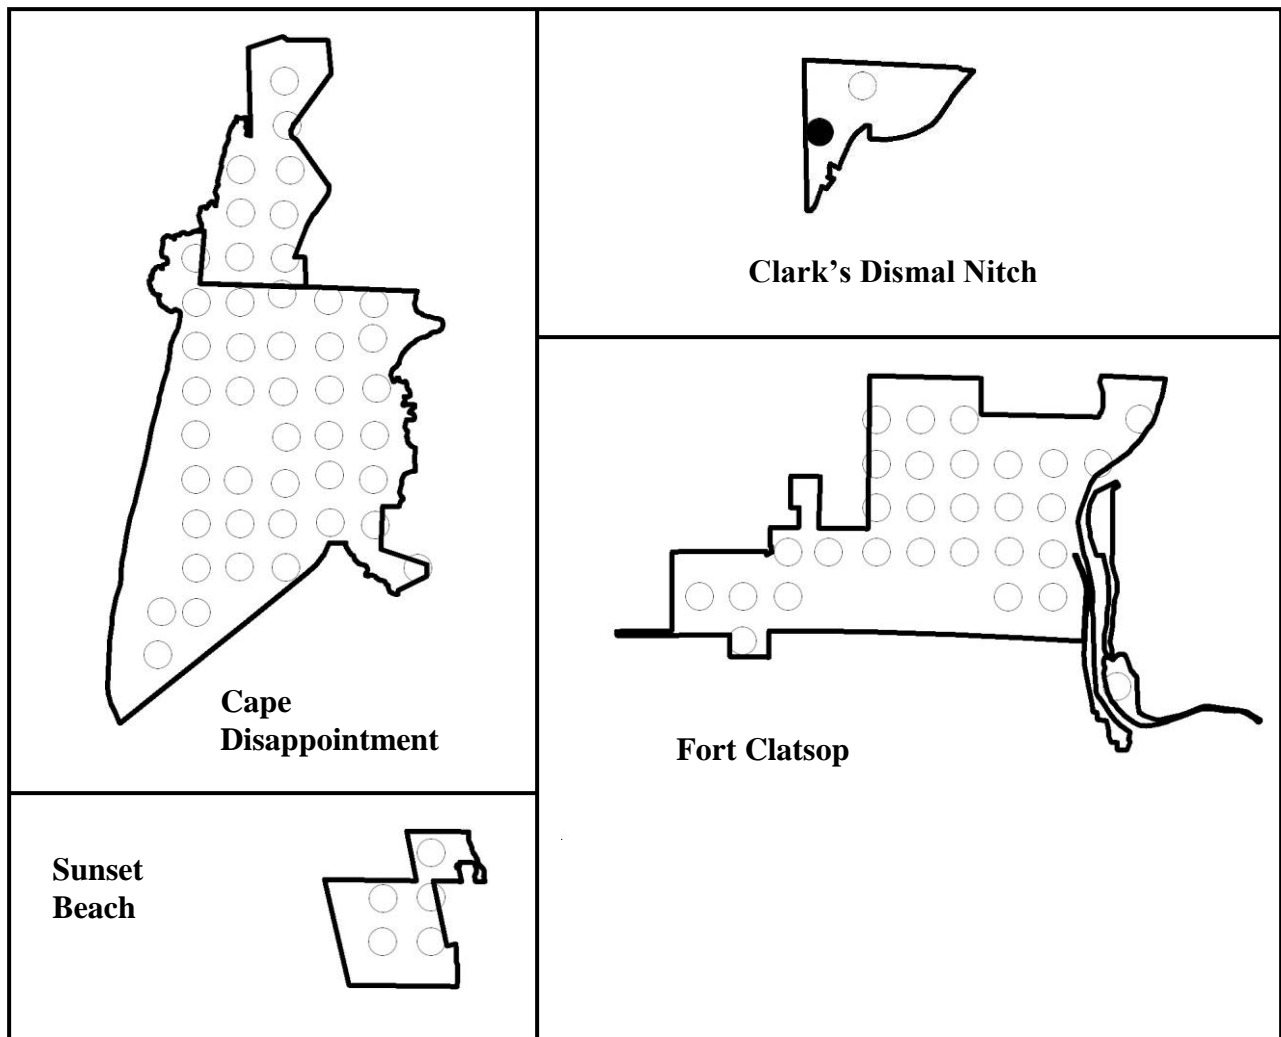 Clark's Dismal Nitch
Cape
Disappointment
Fort Clatsop
Sunset
Beach